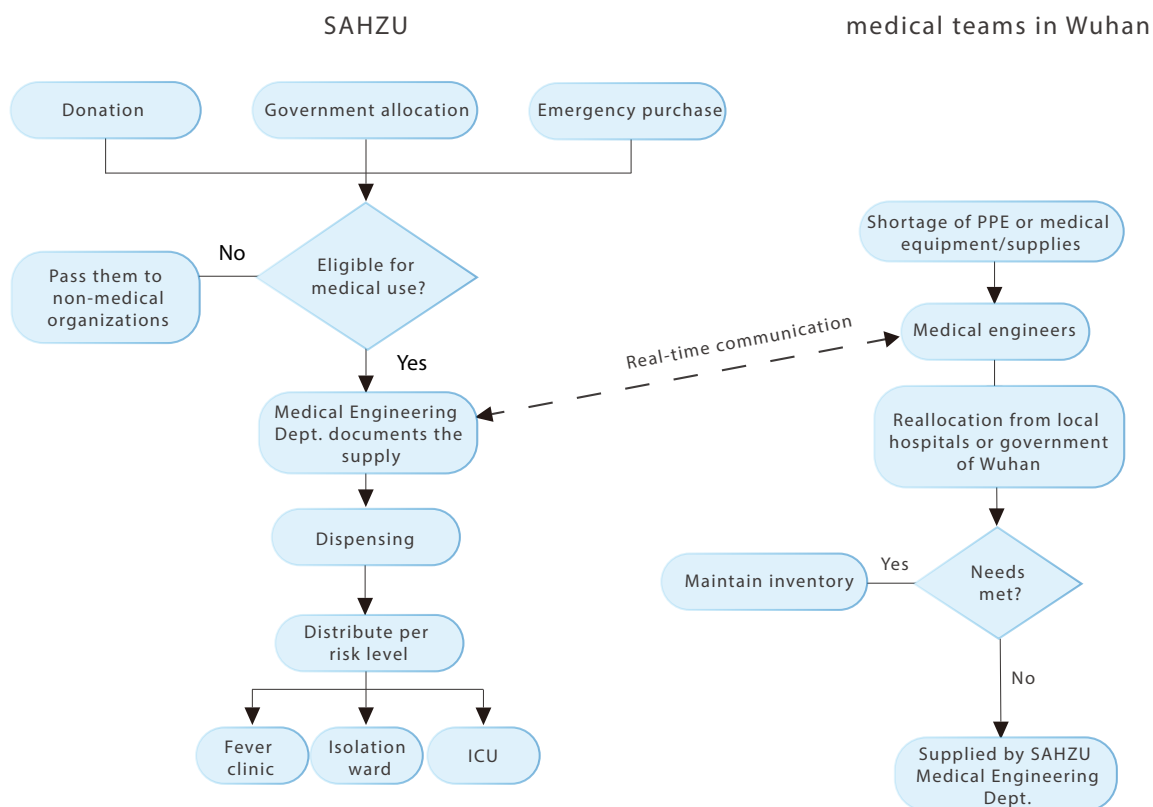 SAHZU
medical teams in Wuhan
Donation
Government allocation
Emergency purchase
Shortage of PPE or medical
equipment/supplies
No
Eligible for
medical use?
Pass them to
non-medical
organizations
Yes
Real-time communication
Medical engineers
Medical Engineering
Dept. documents the
supply
Reallocation from local
hospitals or government
of Wuhan
Dispensing
Maintain inventory
Yes
Needs
met?
Distribute per
risk level
No
Fever
clinic
Isolation
ward
ICU
Supplied by SAHZU
Medical Engineering
Dept.